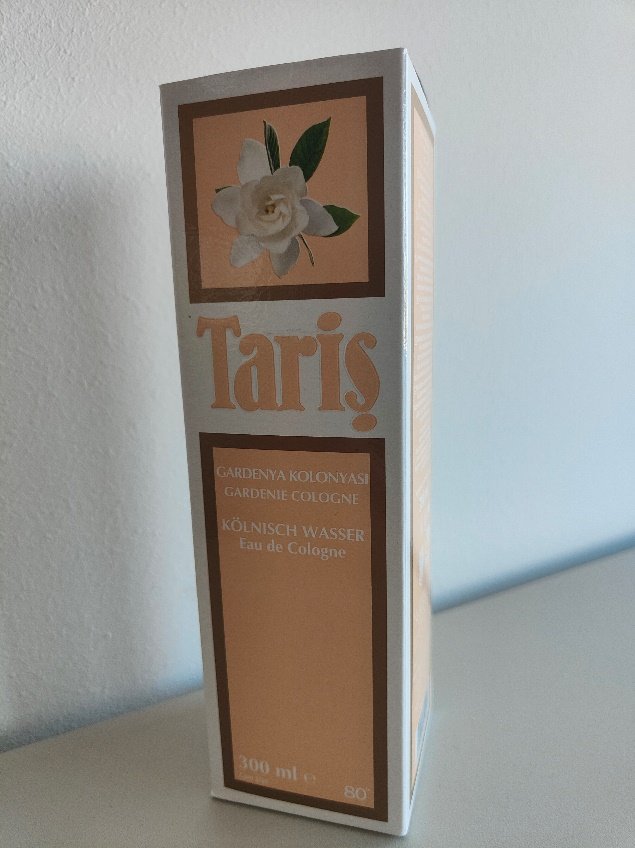 Tariş
GARDENYA KOLONYASI
GARDENIE COLOGNE
KÖLNISCH WASSER
Eau de Cologne
300 ml ℮
80°